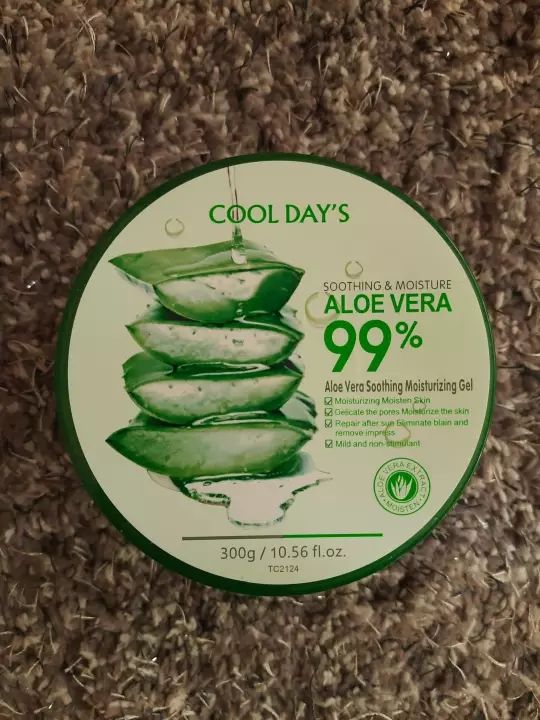 COOL DAY'S
SOOTHING & MOISTURE
ALOE VERA
99%
Aloe Vera Soothing Moisturizing Gel
Moisturizing Moisten Skin
Delicate the pores Moisturize the skin
Repair after sun Eliminate blain and
remove impress
Mild and non-stimulant
ALOE VERA EXTRACT
MOISTEN
300g / 10.56 fl.oz.
TC2124